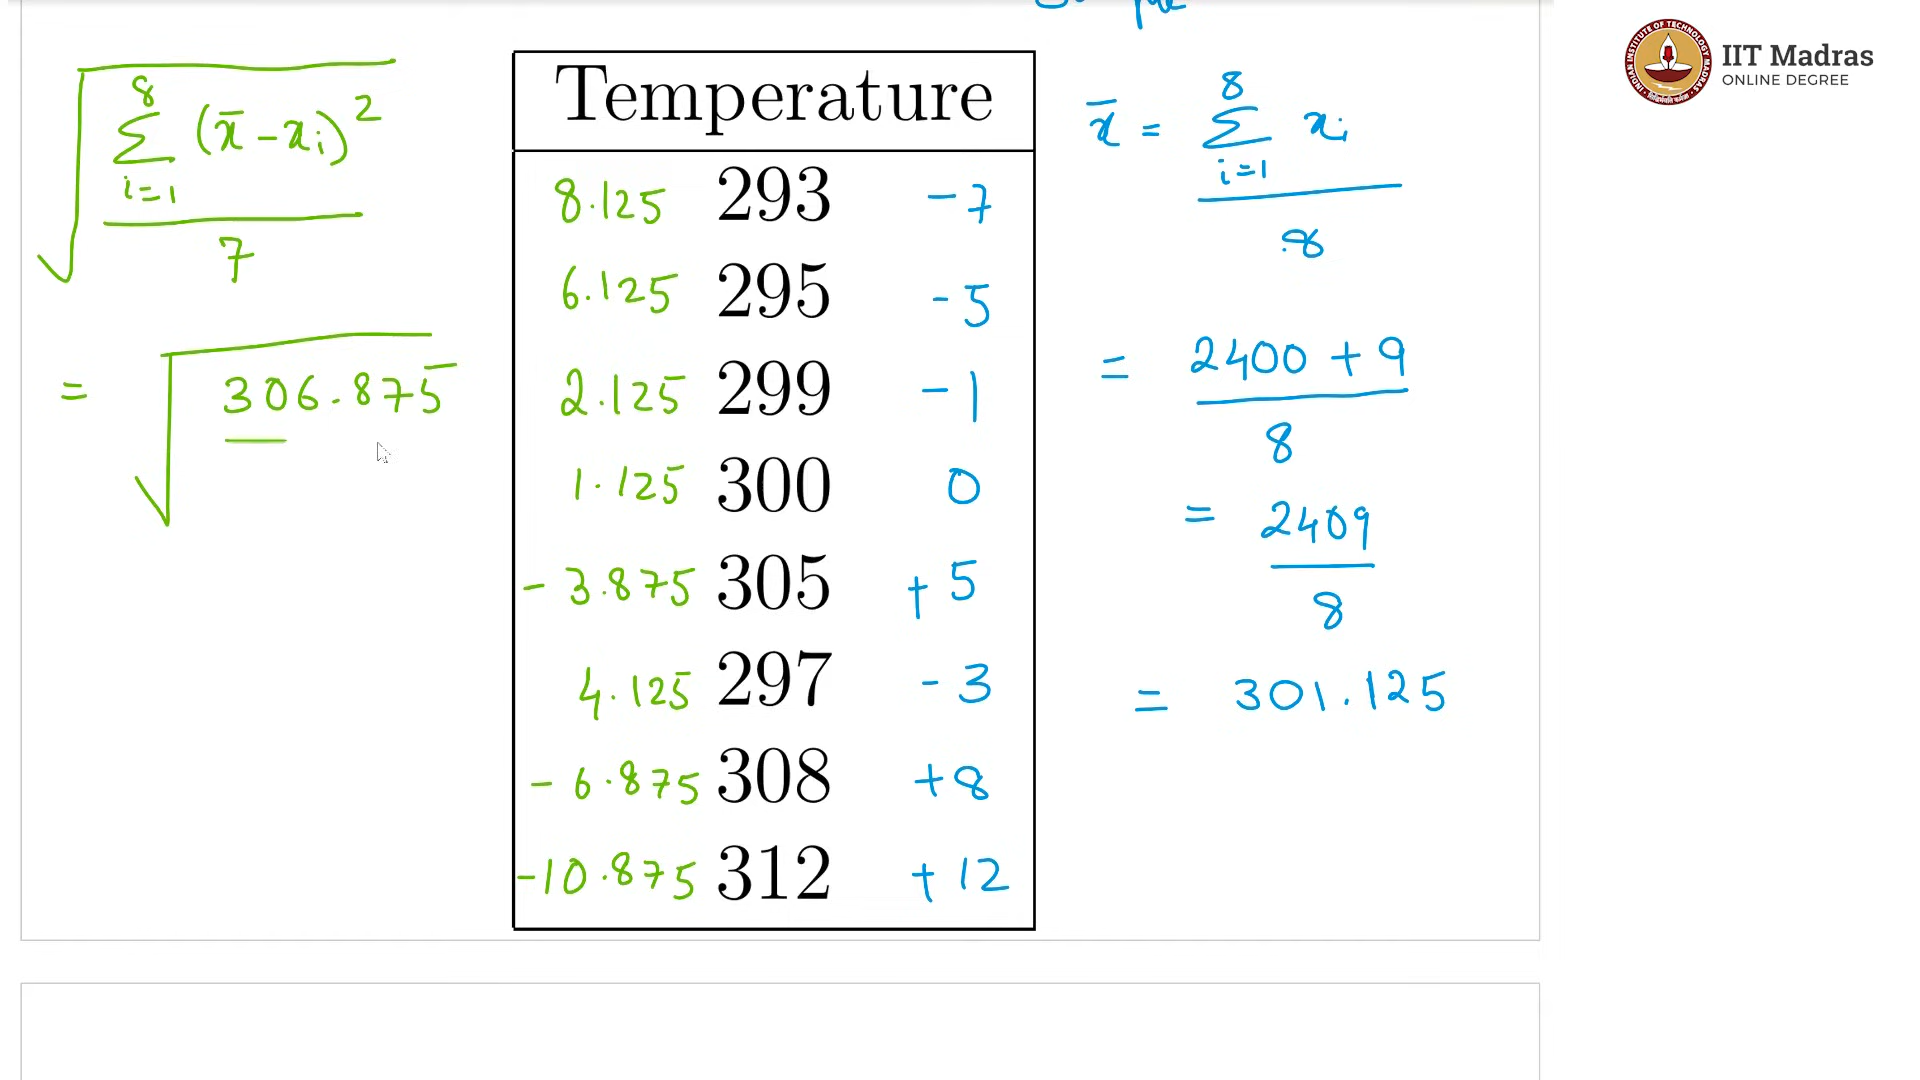 IIT Madras
ONLINE DEGREE
√ 8 ∑ i=1 (x̄ - xi)² / 7
= √ 306.875
Temperature
8.125 293 -7
6.125 295 -5
2.125 299 -1
1.125 300 0
-3.875 305 +5
4.125 297 -3
-6.875 308 +8
-10.875 312 +12
x̄ = 8 ∑ i=1 xi / 8
= 2400 + 9 / 8
= 2409 / 8
= 301.125